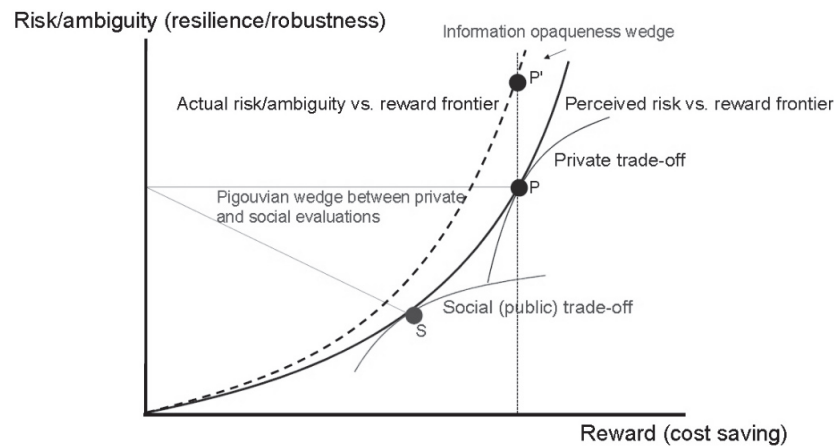 Risk/ambiguity (resilience/robustness)
Information opaqueness wedge
P'
Actual risk/ambiguity vs. reward frontier
Perceived risk vs. reward frontier
Private trade-off
P
Pigouvian wedge between private
and social evaluations
Social (public) trade-off
S
Reward (cost saving)